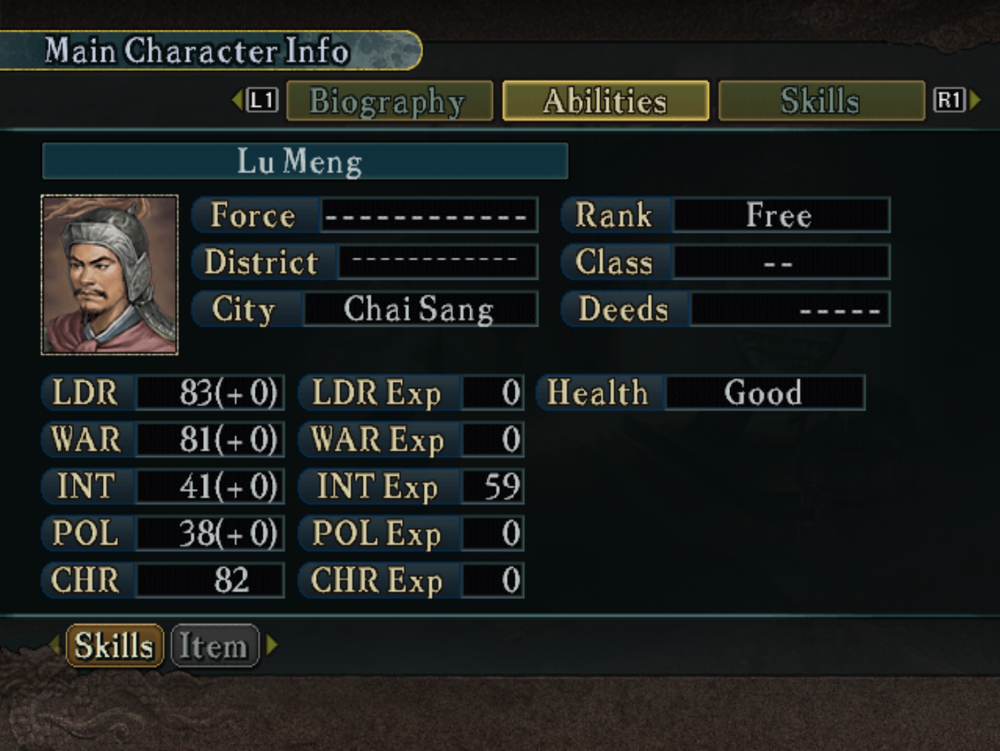 Main Character Info
L1 Biography Abilities Skills R1
Lu Meng
Force ------------ Rank Free
District ------------ Class --
City Chai Sang Deeds -----
LDR 83(+0) LDR Exp 0 Health Good
WAR 81(+0) WAR Exp 0
INT 41(+0) INT Exp 59
POL 38(+0) POL Exp 0
CHR 82 CHR Exp 0
Skills Item